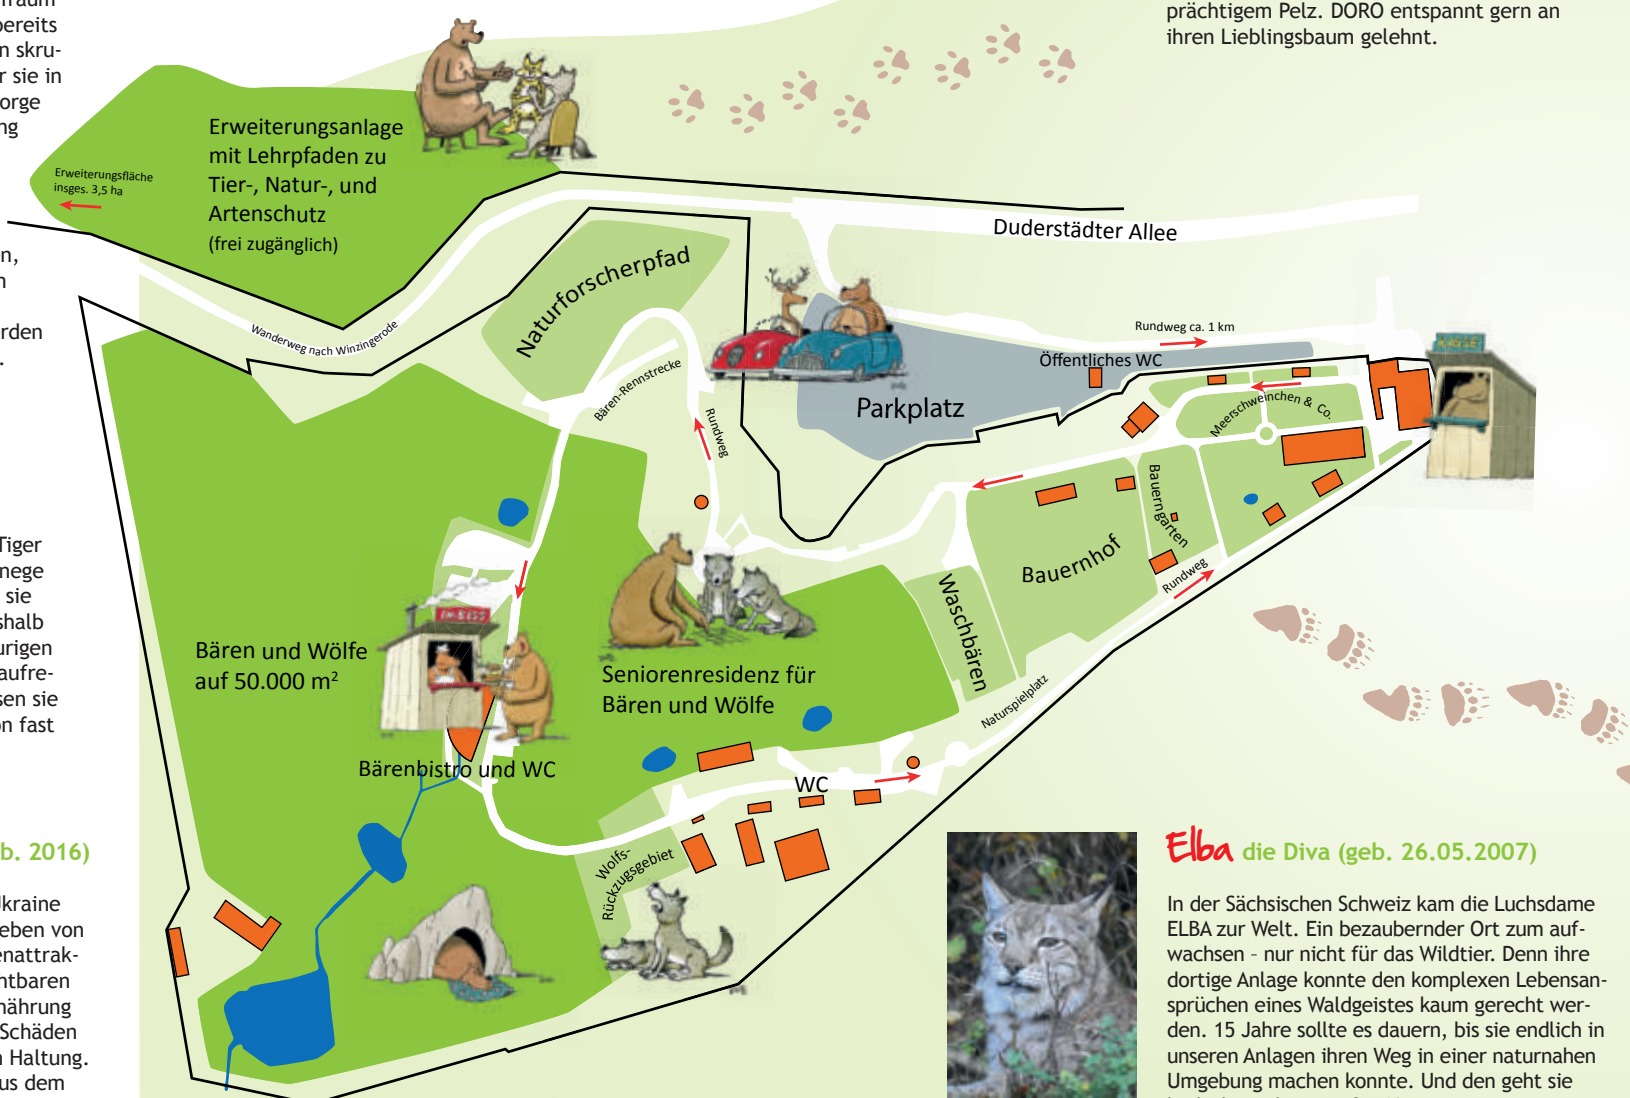 traum
bereits
n skru-
r sie in
orge
ng
en,
n
erden
.
Tiger
nege
sie
shalb
urigen
aufre-
sen sie
on fast
b. 2016)
Ukraine
eben von
enattrak-
ntbaren
nährung
Schäden
n Haltung.
us dem
prächtigem Pelz. DORO entspannt gern an
ihren Lieblingsbaum gelehnt.
Erweiterungsanlage
mit Lehrpfaden zu
Tier-, Natur-, und
Artenschutz
(frei zugänglich)
Erweiterungsfläche
insges. 3,5 ha
Duderstädter Allee
Wanderweg nach Winzingerode
Naturforscherpfad
Bären-Rennstrecke
Rundweg
Parkplatz
Öffentliches WC
Rundweg ca. 1 km
Meerschweinchen & Co.
Bauerngarten
Bauernhof
Rundweg
Waschbären
Naturspielplatz
IMBISS
Bären und Wölfe
auf 50.000 m²
Seniorenresidenz für
Bären und Wölfe
Bärenbistro und WC
WC
Wolfs-
Rückzugsgebiet
Elba die Diva (geb. 26.05.2007)
In der Sächsischen Schweiz kam die Luchsdame
ELBA zur Welt. Ein bezaubernder Ort zum auf-
wachsen - nur nicht für das Wildtier. Denn ihre
dortige Anlage konnte den komplexen Lebensan-
sprüchen eines Waldgeistes kaum gerecht wer-
den. 15 Jahre sollte es dauern, bis sie endlich in
unseren Anlagen ihren Weg in einer naturnahen
Umgebung machen konnte. Und den geht sie